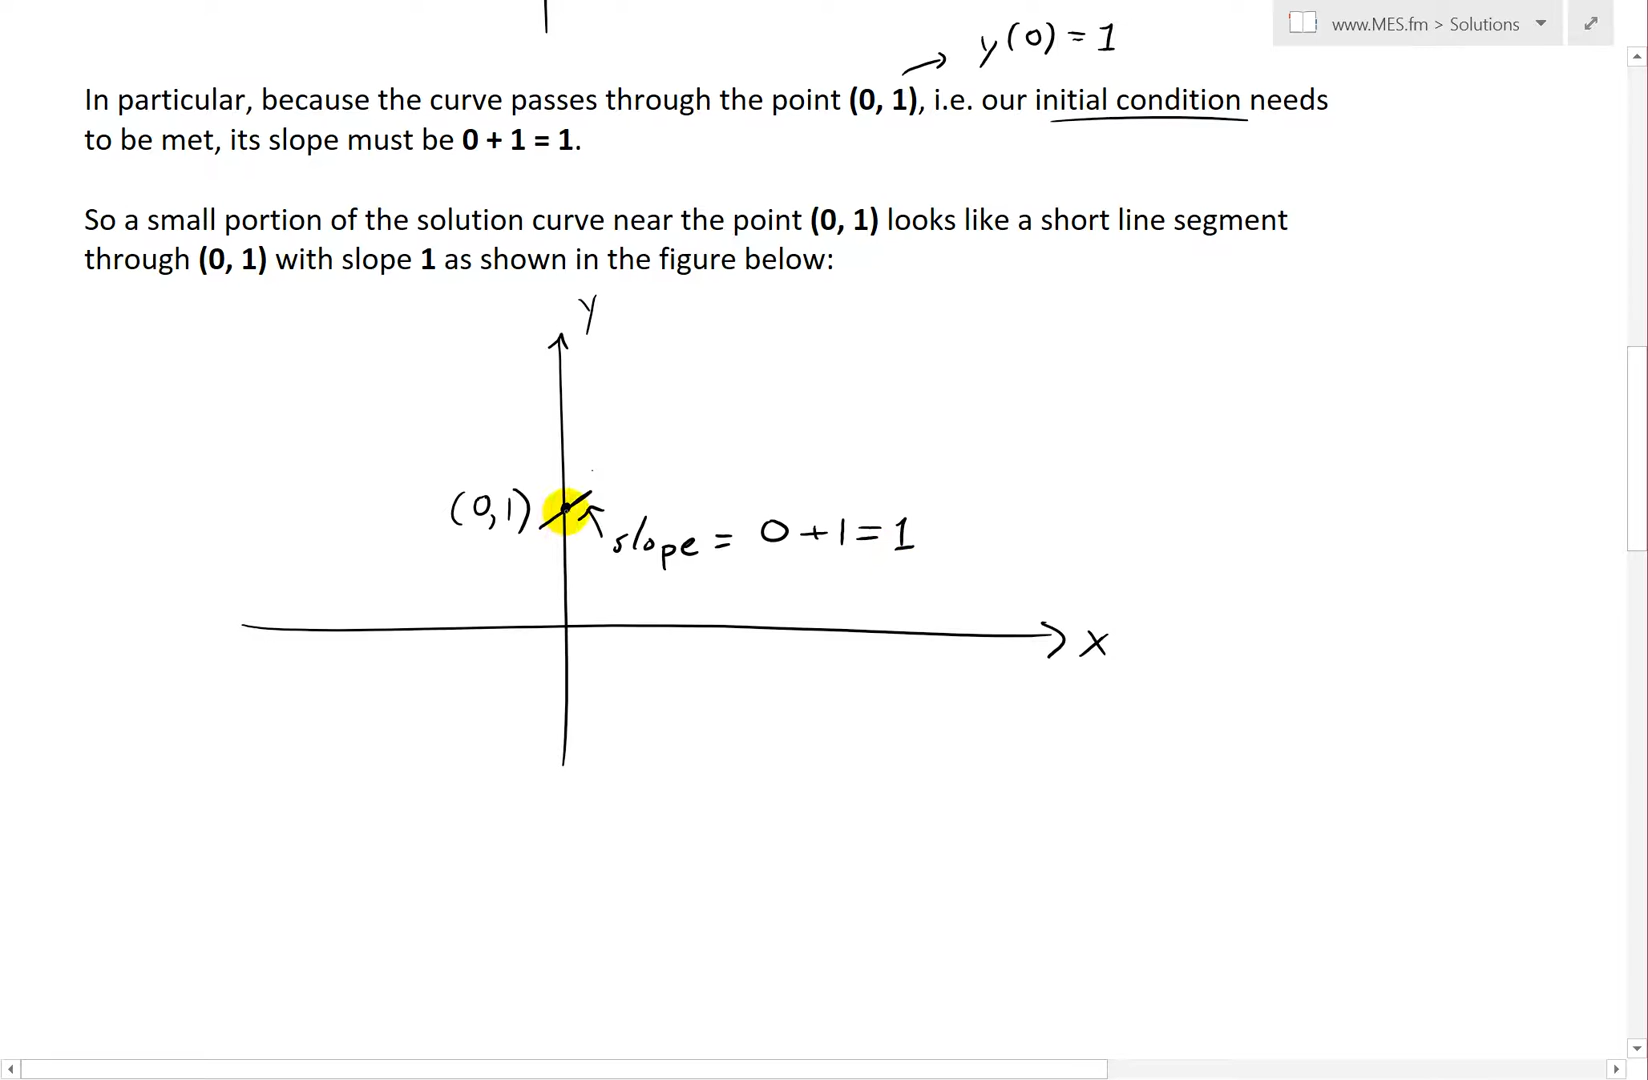 www.MES.fm > Solutions
y(0) = 1
In particular, because the curve passes through the point (0, 1), i.e. our initial condition needs
to be met, its slope must be 0 + 1 = 1.
So a small portion of the solution curve near the point (0, 1) looks like a short line segment
through (0, 1) with slope 1 as shown in the figure below:
y
(0,1)
slope = 0+1=1
x